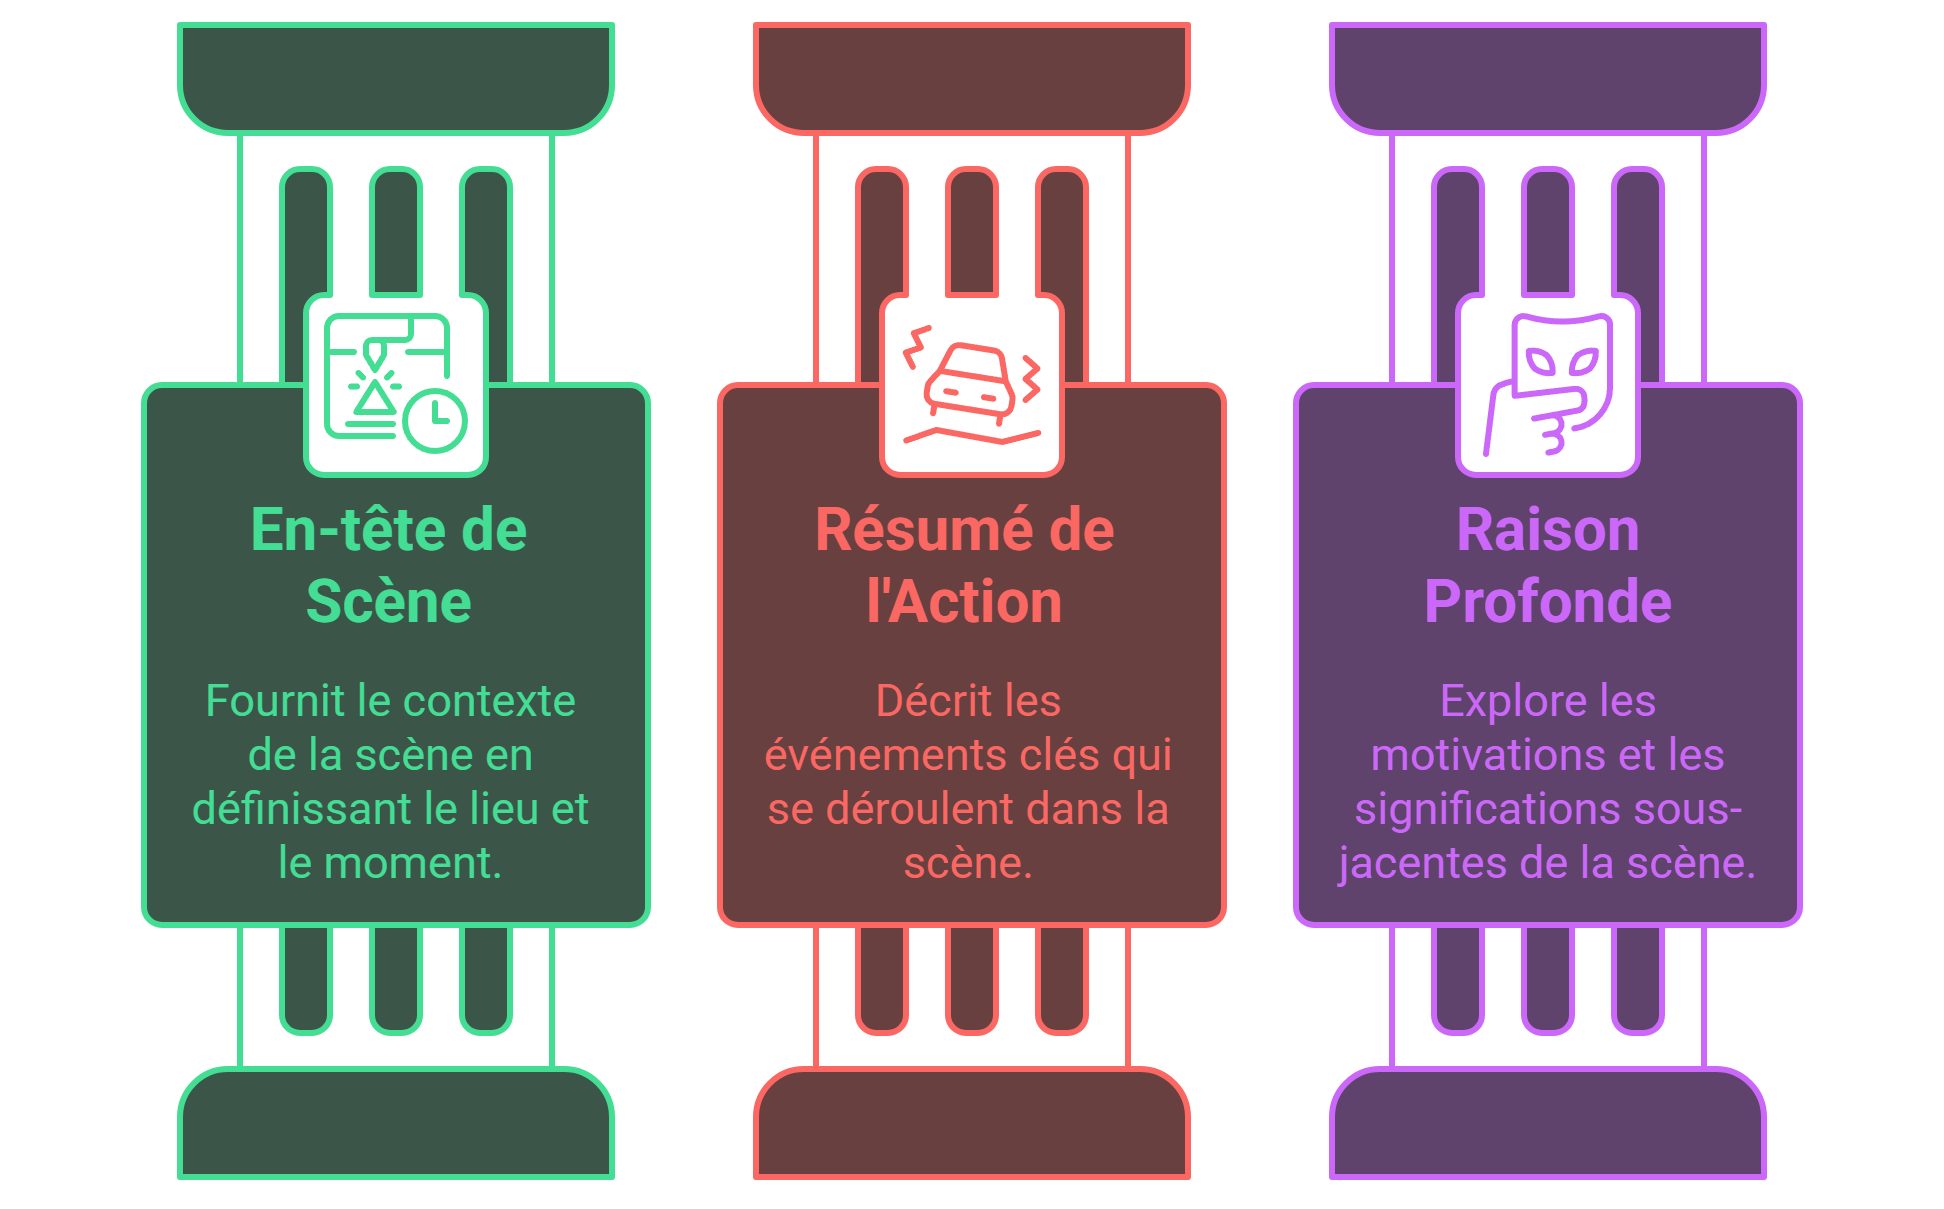 En-tête de
Scène
Fournit le contexte
de la scène en
définissant le lieu et
le moment.
Résumé de
l'Action
Décrit les
événements clés qui
se déroulent dans la
scène.
Raison
Profonde
Explore les
motivations et les
significations sous-
jacentes de la scène.